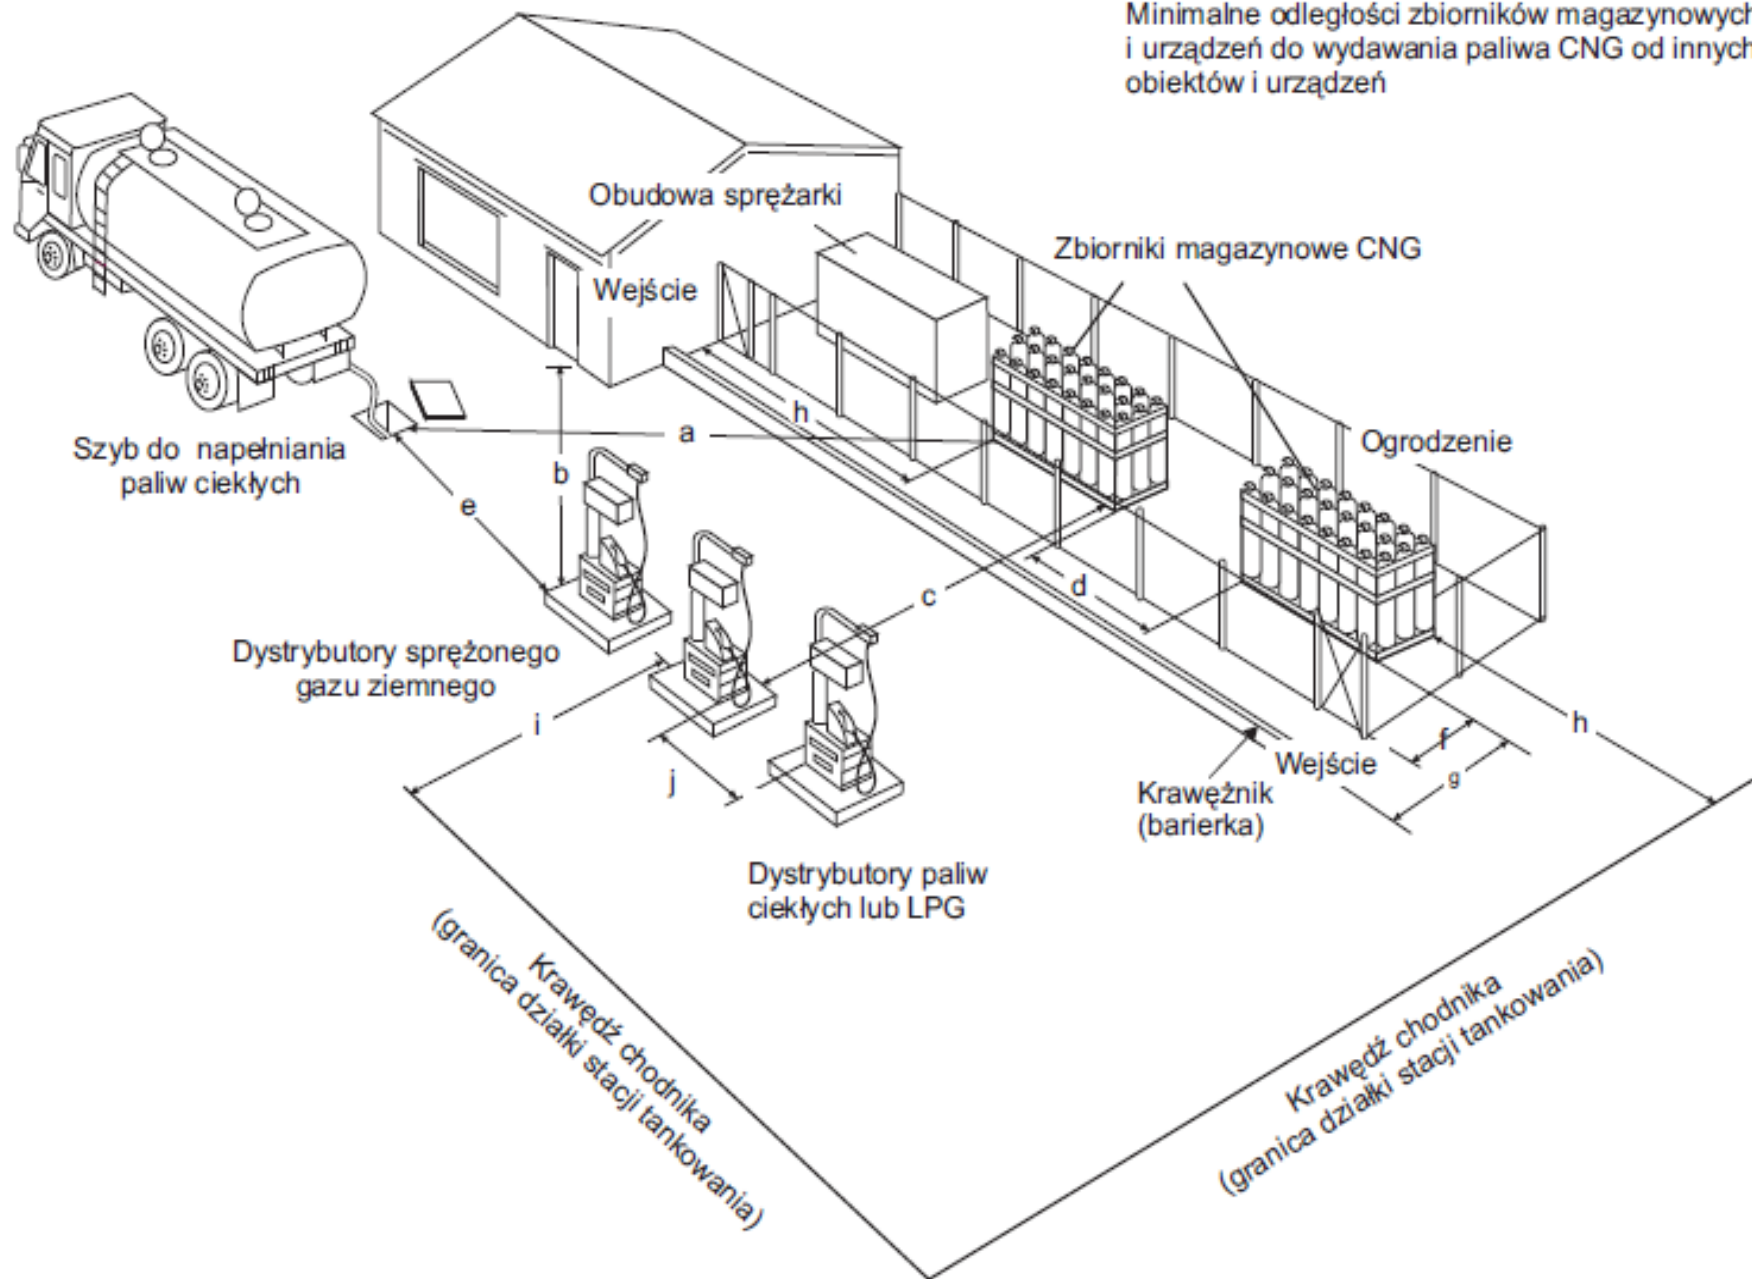 Minimalne odległości zbiorników magazynowych
i urządzeń do wydawania paliwa CNG od innych
obiektów i urządzeń
Obudowa sprężarki
Zbiorniki magazynowe CNG
Wejście
Ogrodzenie
h
a
b
Szyb do napełniania
paliw ciekłych
e
d
c
Dystrybutory sprężonego
gazu ziemnego
i
j
h
f
g
Wejście
Krawężnik
(barierka)
Dystrybutory paliw
ciekłych lub LPG
Krawędź chodnika
(granica działki stacji tankowania)
Krawędź chodnika
(granica działki stacji tankowania)